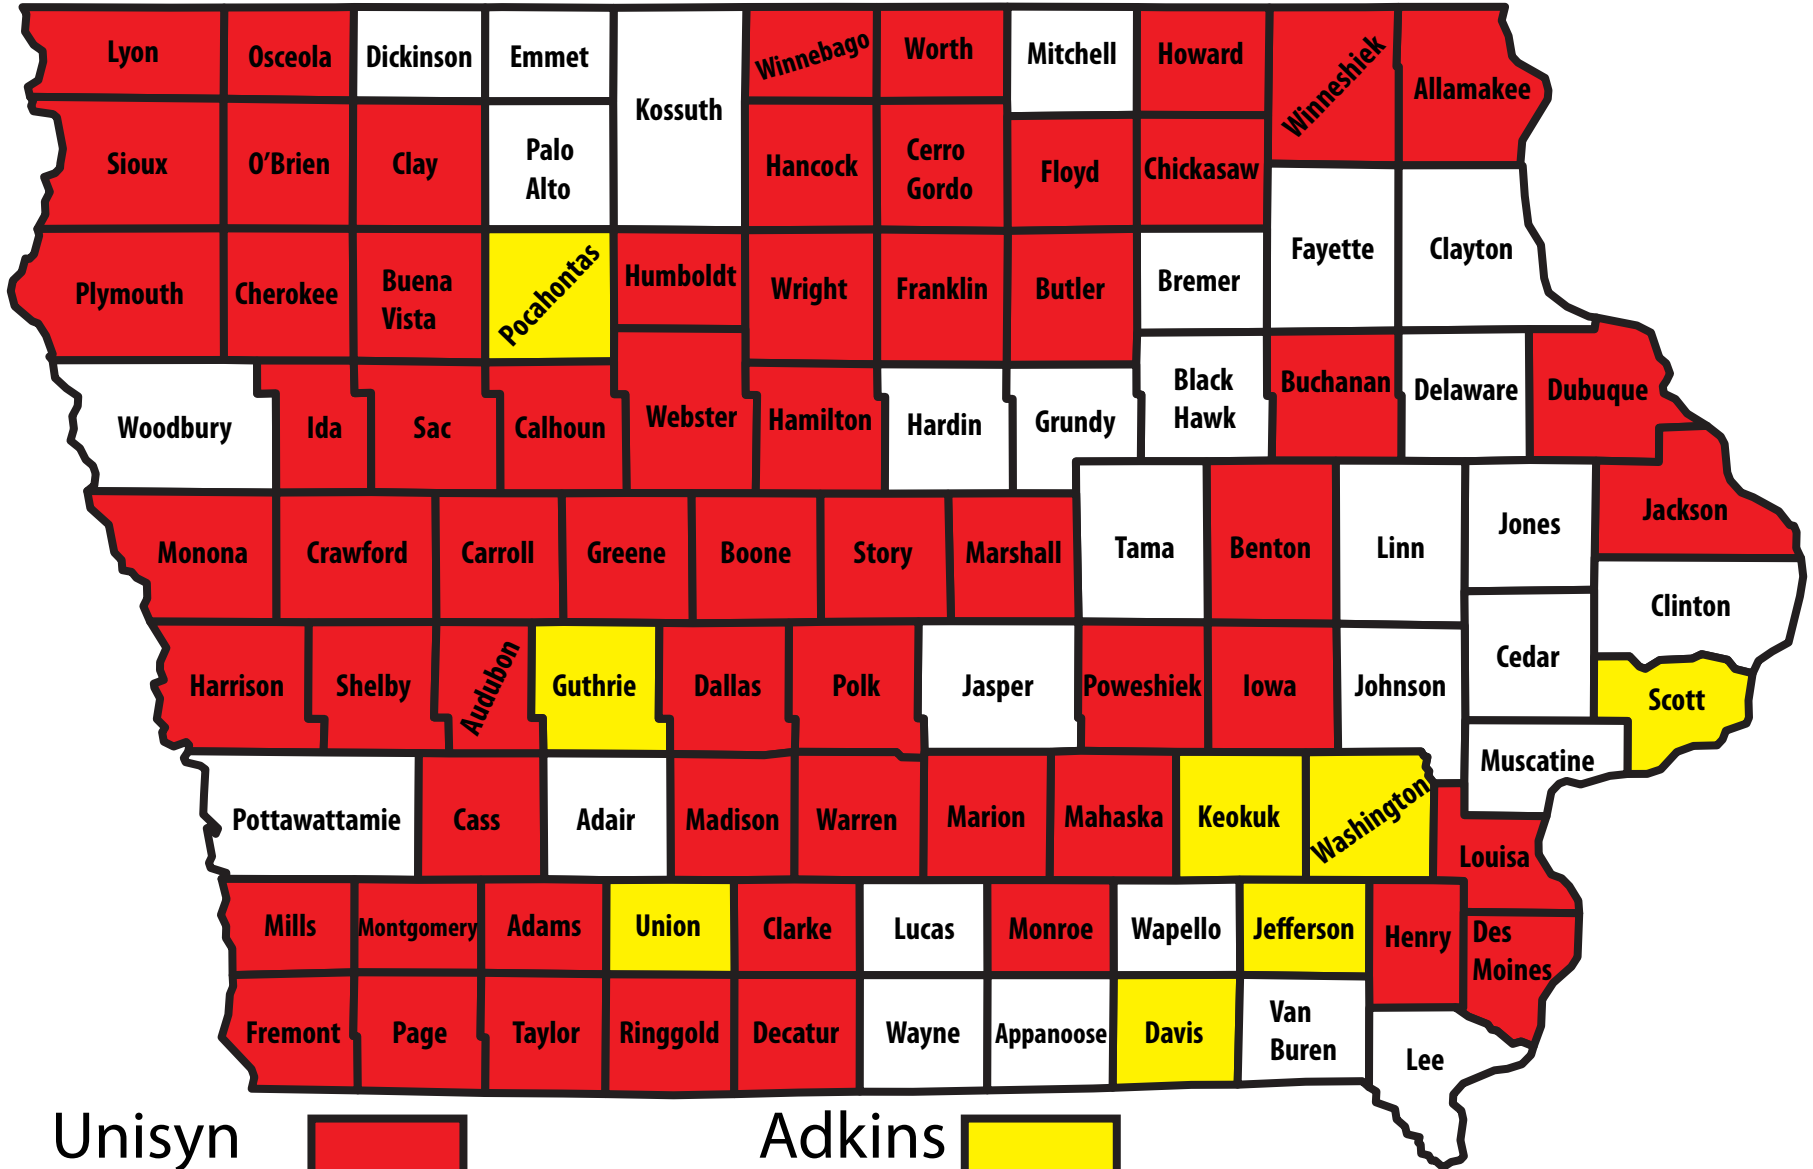 Lyon
Osceola
Dickinson
Emmet
Kossuth
Winnebago
Worth
Mitchell
Howard
Winneshiek
Allamakee
Sioux
O'Brien
Clay
Palo
Alto
Hancock
Cerro
Gordo
Floyd
Chickasaw
Fayette
Clayton
Plymouth
Cherokee
Buena
Vista
Pocahontas
Humboldt
Wright
Franklin
Butler
Bremer
Woodbury
Ida
Sac
Calhoun
Webster
Hamilton
Hardin
Grundy
Black
Hawk
Buchanan
Delaware
Dubuque
Monona
Crawford
Carroll
Greene
Boone
Story
Marshall
Tama
Benton
Linn
Jones
Jackson
Clinton
Harrison
Shelby
Audubon
Guthrie
Dallas
Polk
Jasper
Poweshiek
Iowa
Johnson
Cedar
Scott
Muscatine
Pottawattamie
Cass
Adair
Madison
Warren
Marion
Mahaska
Keokuk
Washington
Louisa
Mills
Montgomery
Adams
Union
Clarke
Lucas
Monroe
Wapello
Jefferson
Henry
Des
Moines
Fremont
Page
Taylor
Ringgold
Decatur
Wayne
Appanoose
Davis
Van
Buren
Lee
Unisyn
Adkins